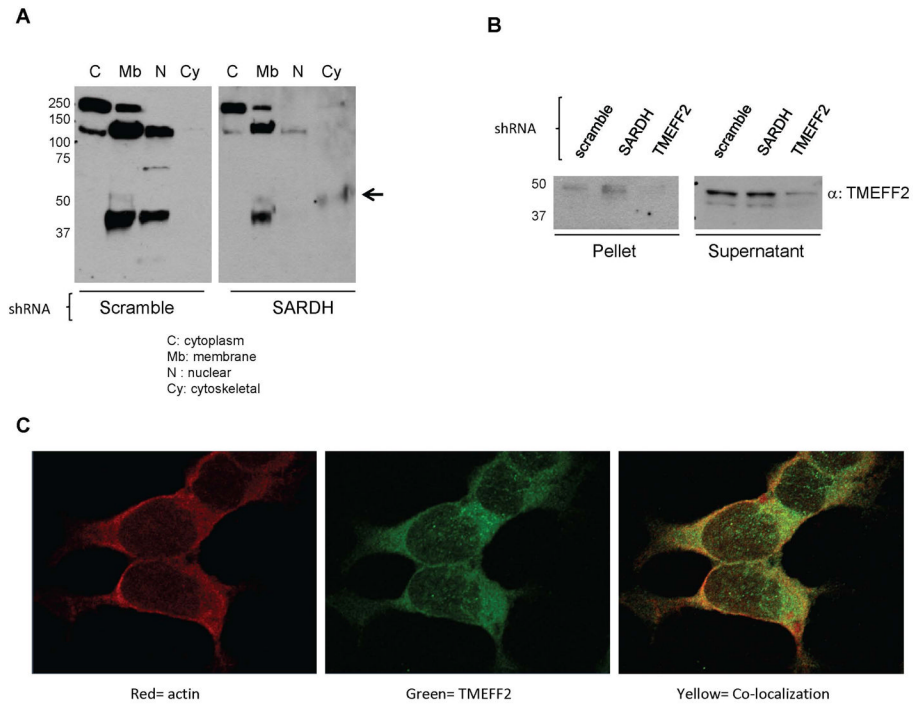 A
C Mb N Cy C Mb N Cy
250
150
100
75
50
37
shRNA
Scramble SARDH
C: cytoplasm
Mb: membrane
N : nuclear
Cy: cytoskeletal
B
shRNA
scramble SARDH TMEFF2 scramble SARDH TMEFF2
50
37
α: TMEFF2
Pellet Supernatant
C
Red= actin Green= TMEFF2 Yellow= Co-localization